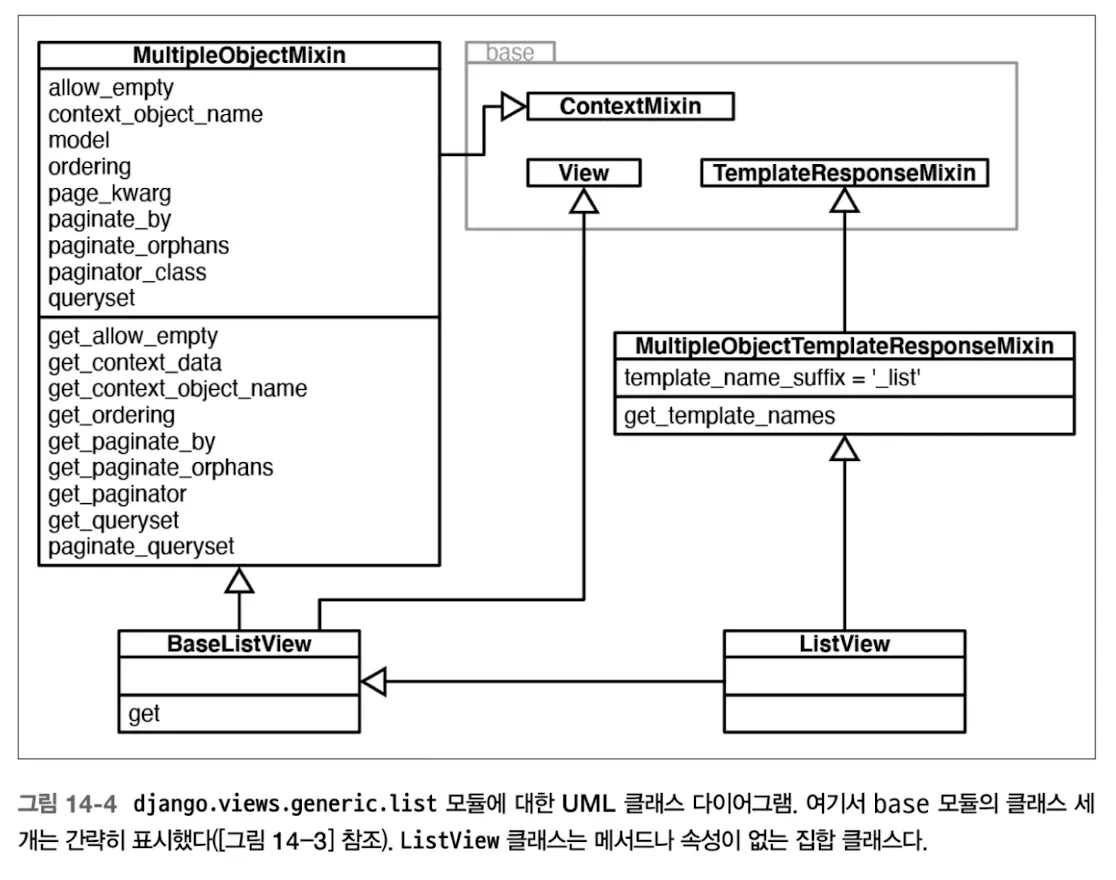 MultipleObjectMixin
allow_empty
context_object_name
model
ordering
page_kwarg
paginate_by
paginate_orphans
paginator_class
queryset
get_allow_empty
get_context_data
get_context_object_name
get_ordering
get_paginate_by
get_paginate_orphans
get_paginator
get_queryset
paginate_queryset
base
ContextMixin
View
TemplateResponseMixin
MultipleObjectTemplateResponseMixin
template_name_suffix = '_list'
get_template_names
BaseListView
get
ListView
그림 14-4 django.views.generic.list 모듈에 대한 UML 클래스 다이어그램. 여기서 base 모듈의 클래스 세
개는 간략히 표시했다([그림 14-3] 참조). ListView 클래스는 메서드나 속성이 없는 집합 클래스다.